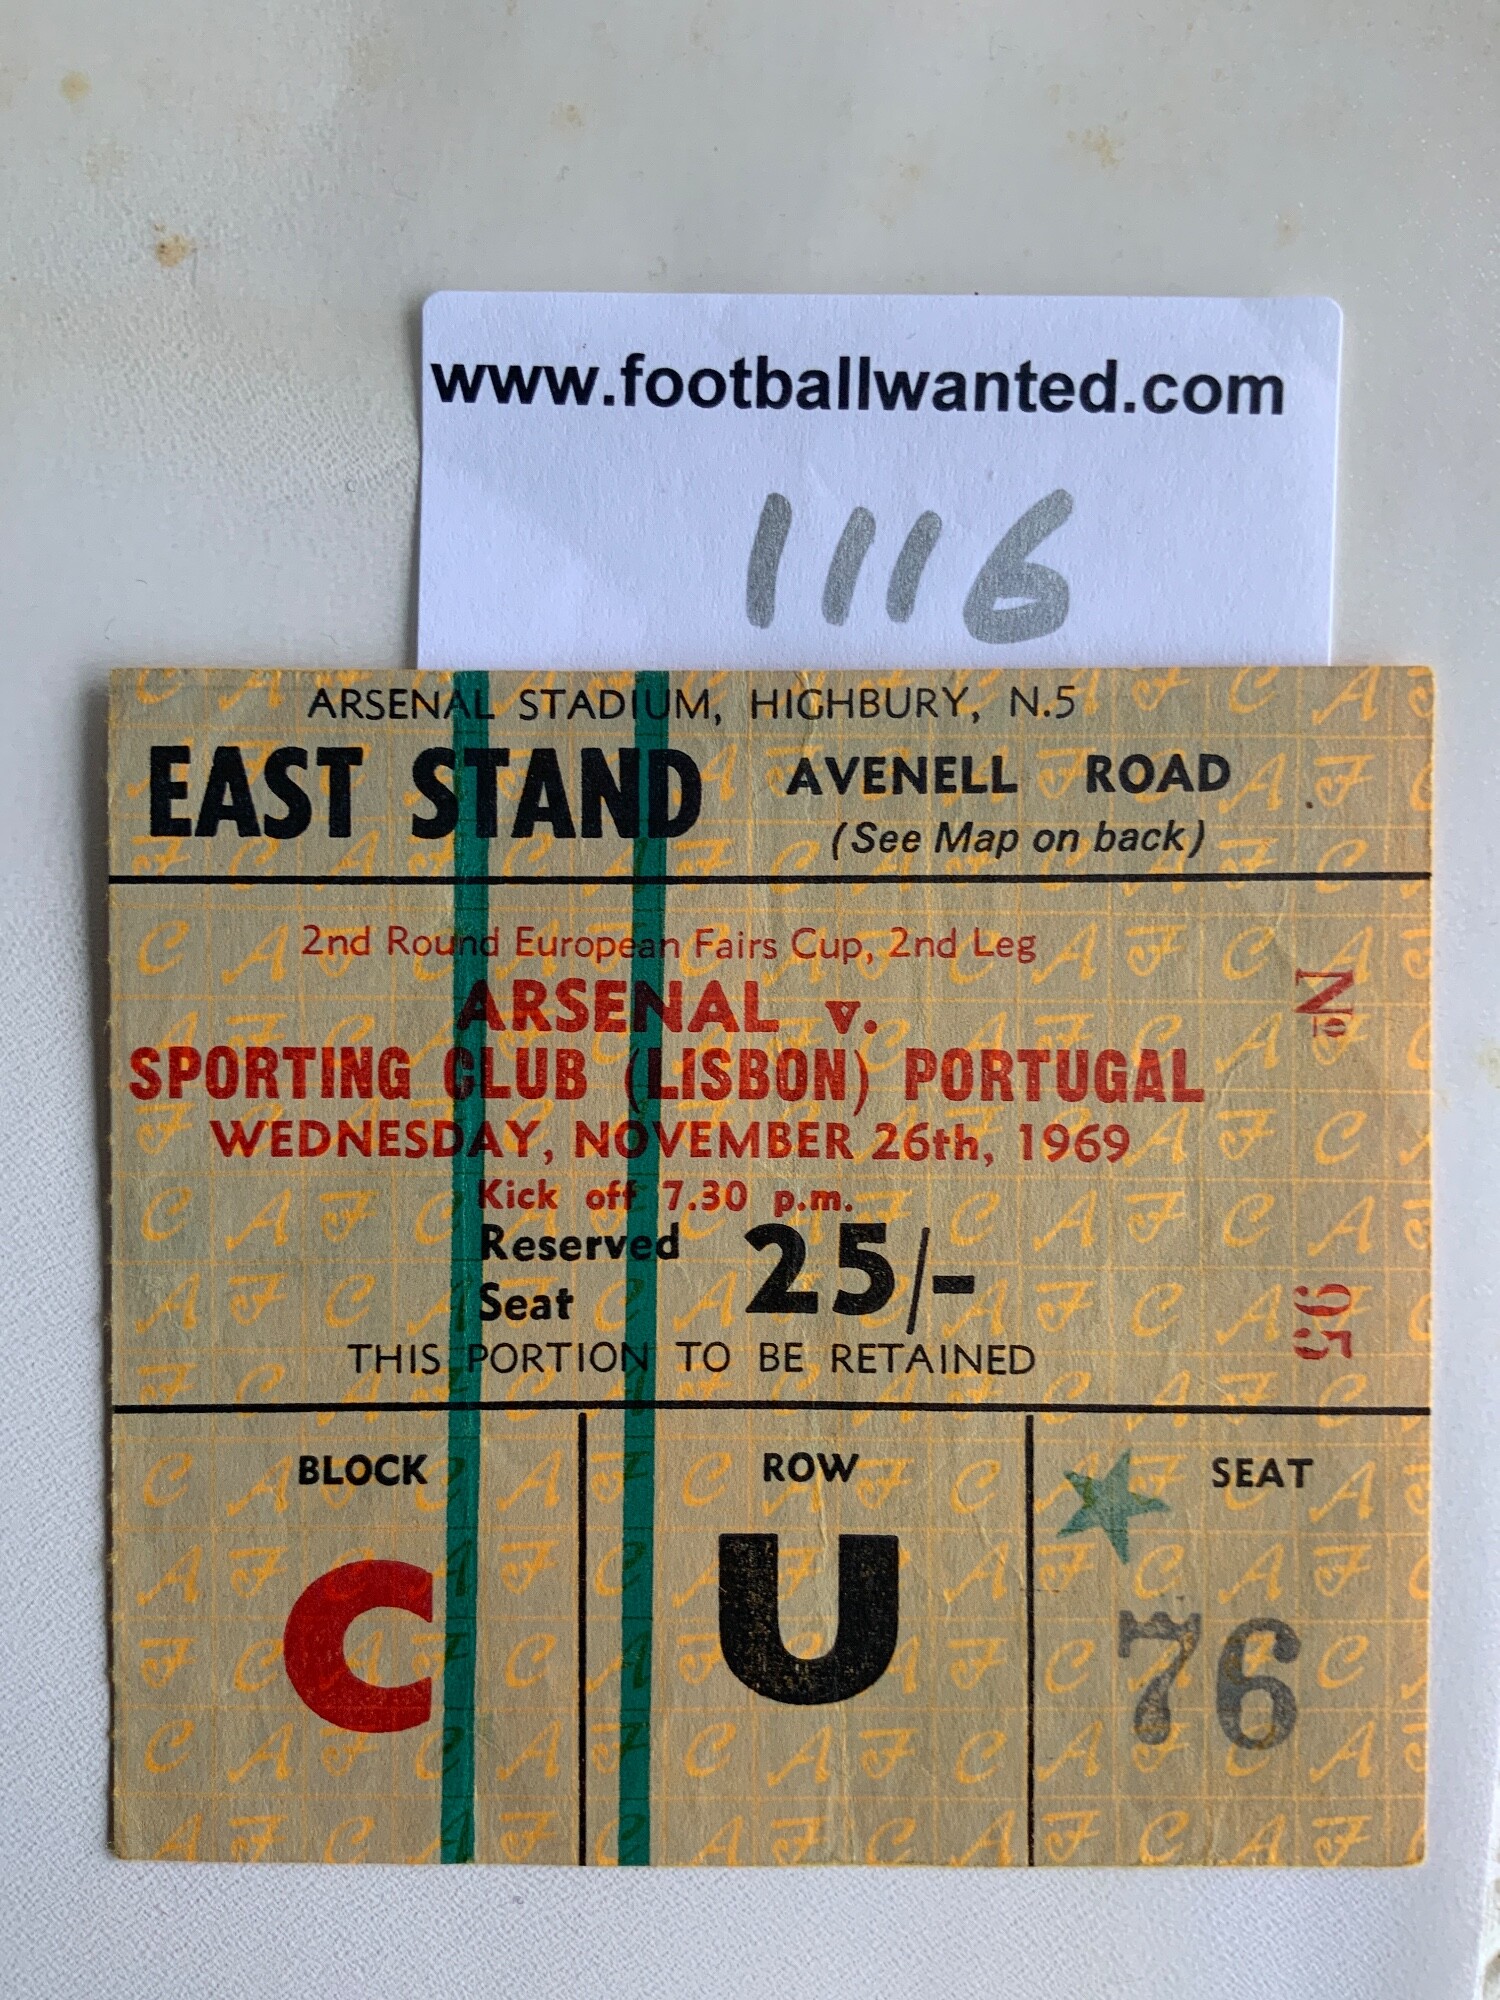 www.footballwanted.com
1116
ARSENAL STADIUM, HIGHBURY, N.5
EAST STAND AVENELL ROAD
(See Map on back)
2nd Round European Fairs Cup, 2nd Leg
ARSENAL v.
SPORTING CLUB (LISBON) PORTUGAL
WEDNESDAY, NOVEMBER 26th, 1969
Kick off 7.30 p.m.
Reserved
Seat 25/-
THIS PORTION TO BE RETAINED
Nº 95
BLOCK ROW SEAT
C U 76